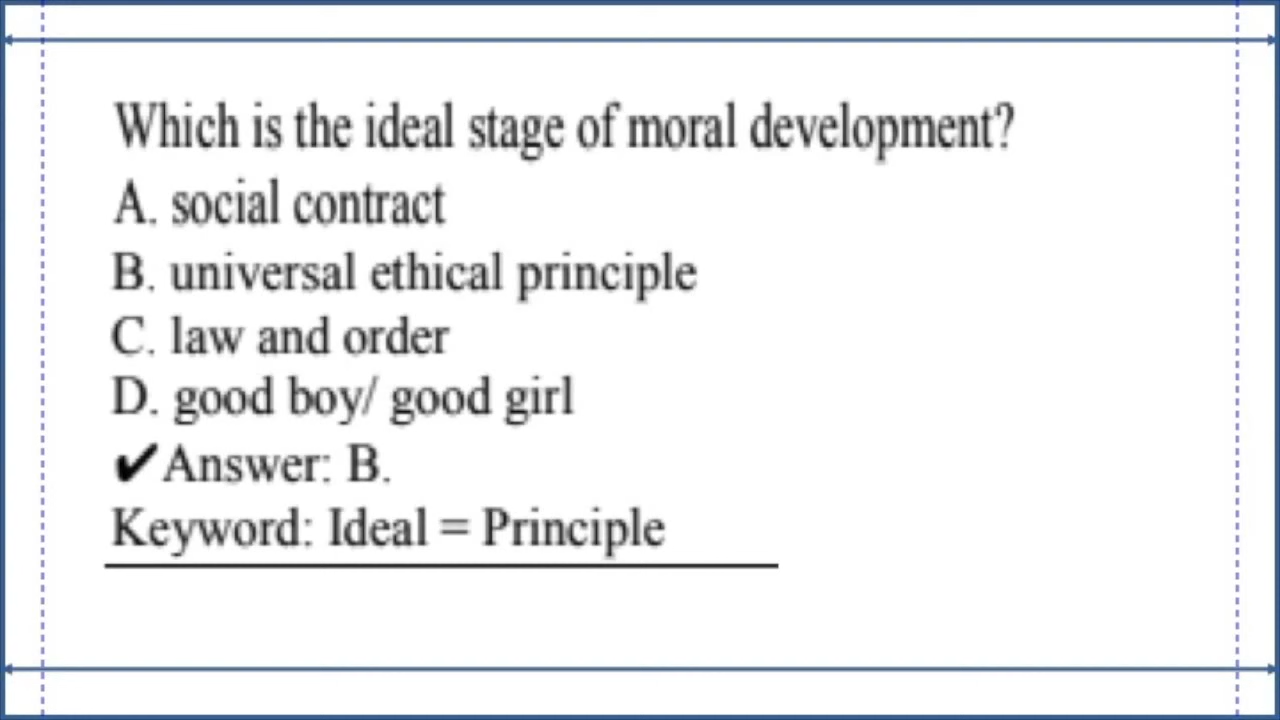 Which is the ideal stage of moral development?
A. social contract
B. universal ethical principle
C. law and order
D. good boy/ good girl
✔Answer: B.
Keyword: Ideal = Principle